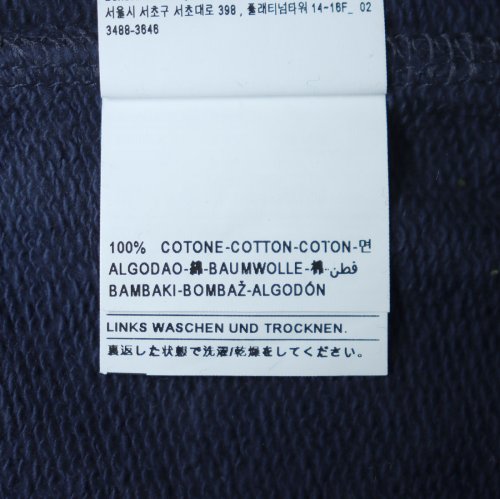 서울시 서초구 서초대로 398 , 플래티넘타워 14-16F_ 02
3488-3646
100% COTONE-COTTON-COTON-면
ALGODAO-綿-BAUMWOLLE-棉-قطن
BAMBAKI-BOMBAŽ-ALGODÓN
LINKS WASCHEN UND TROCKNEN.
裏返した状態で洗濯/乾燥をしてください。